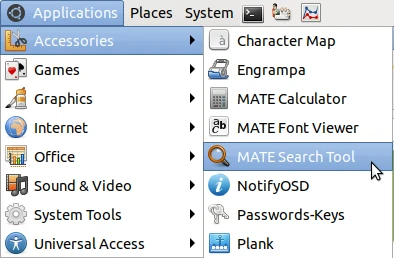 Applications Places System
Accessories
Games
Graphics
Internet
Office
Sound & Video
System Tools
Universal Access
Character Map
Engrampa
MATE Calculator
MATE Font Viewer
MATE Search Tool
NotifyOSD
Passwords-Keys
Plank